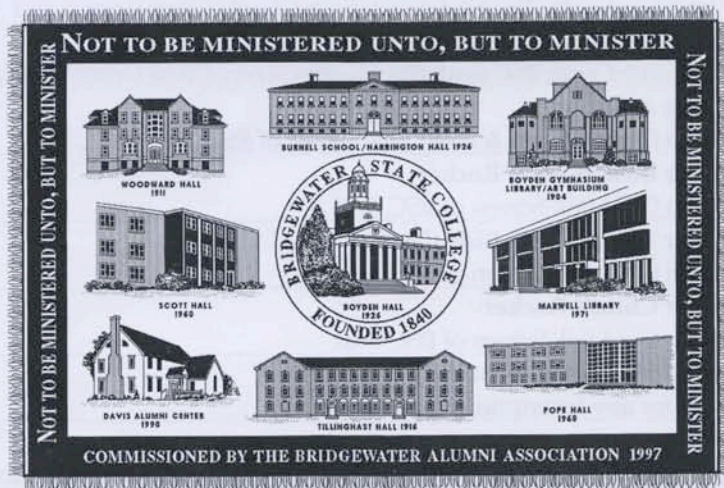 NOT TO BE MINISTERED UNTO, BUT TO MINISTER
NOT TO BE MINISTERED UNTO, BUT TO MINISTER
NOT TO BE MINISTERED UNTO, BUT TO MINISTER
WOODWARD HALL
1911
BURNELL SCHOOL/HARRINGTON HALL 1926
BOYDEN GYMNASIUM
LIBRARY/ART BUILDING
1904
BRIDGEWATER STATE COLLEGE
FOUNDED 1840
SCOTT HALL
1960
BOYDEN HALL
1926
MAXWELL LIBRARY
1971
DAVIS ALUMNI CENTER
1990
TILLINGHAST HALL 1916
POPE HALL
1960
COMMISSIONED BY THE BRIDGEWATER ALUMNI ASSOCIATION 1997